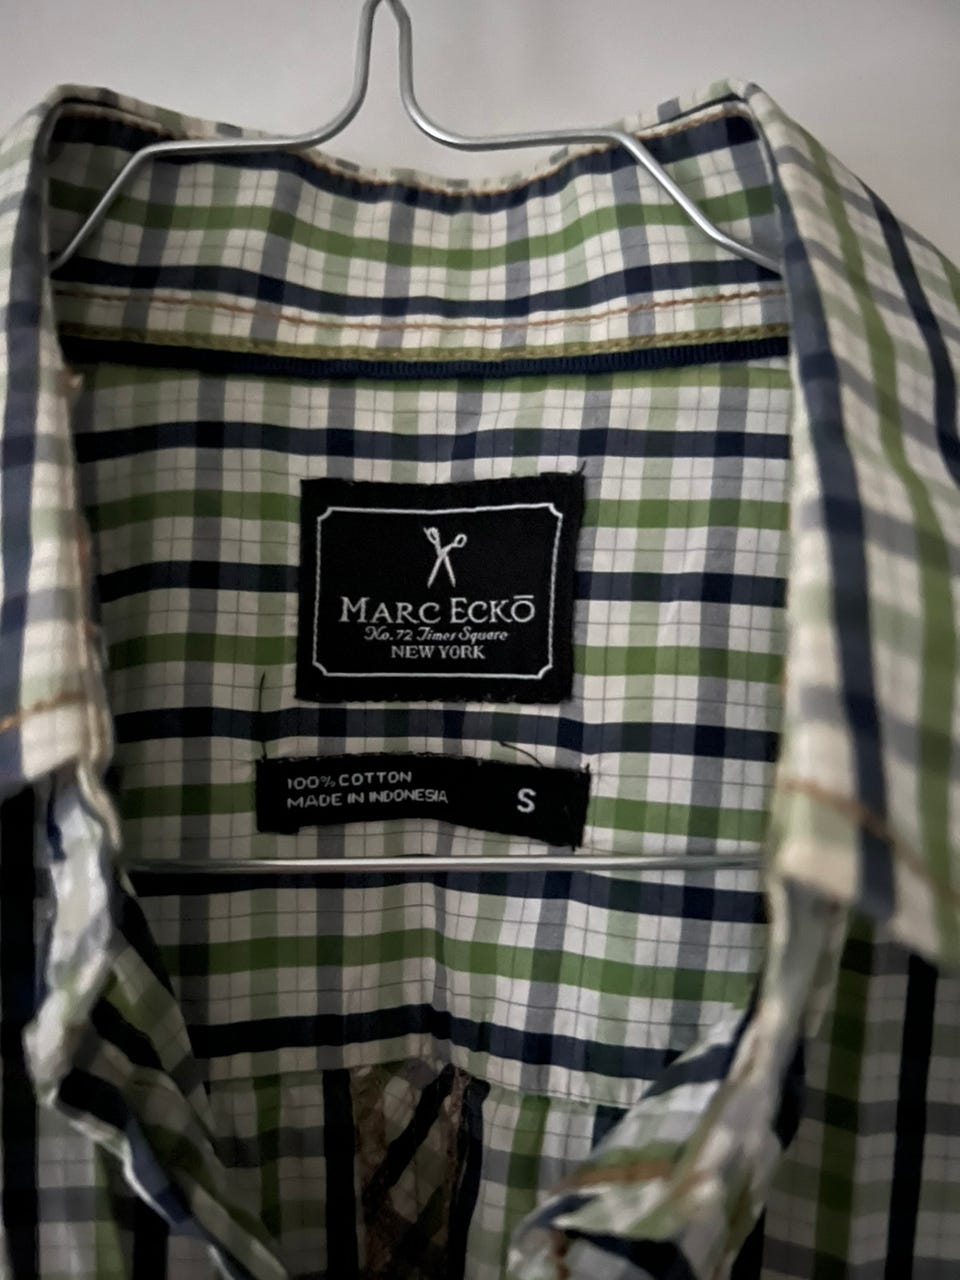 MARC ECKŌ
No. 72 Times Square
NEW YORK
100% COTTON
MADE IN INDONESIA
S